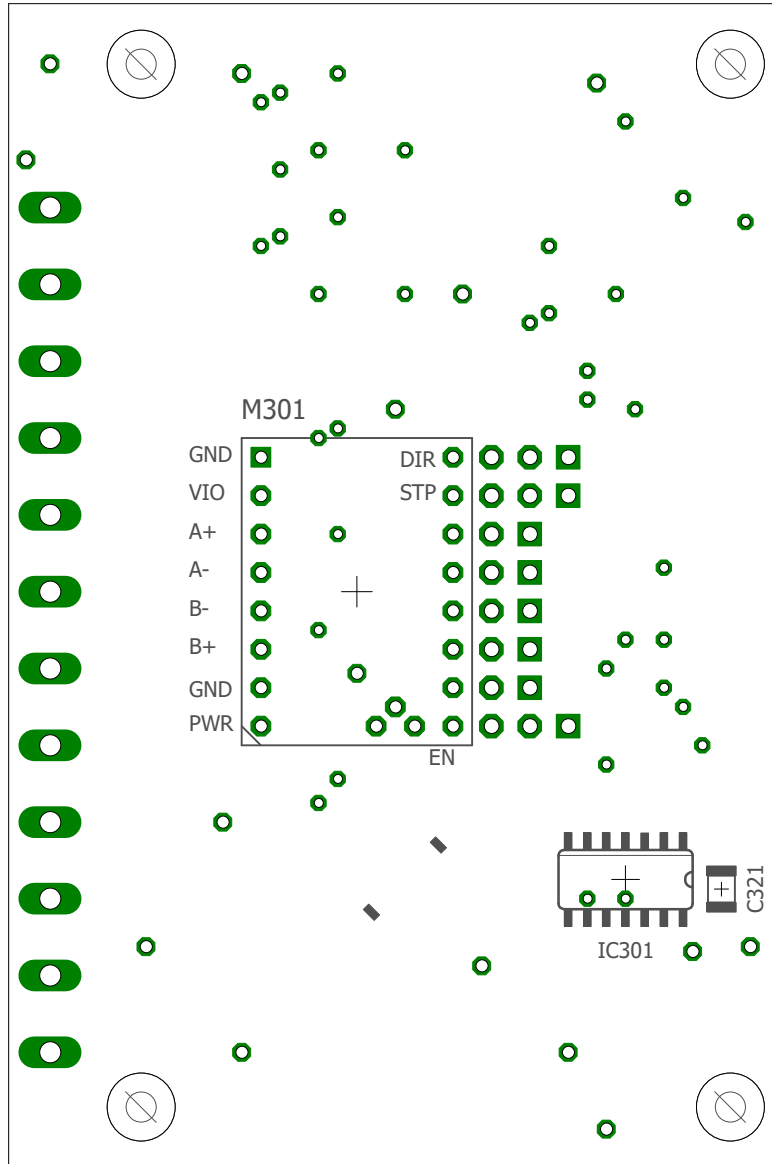 M301
GND DIR
VIO STP
A+
A-
B-
B+
GND
PWR
EN
C321
IC301